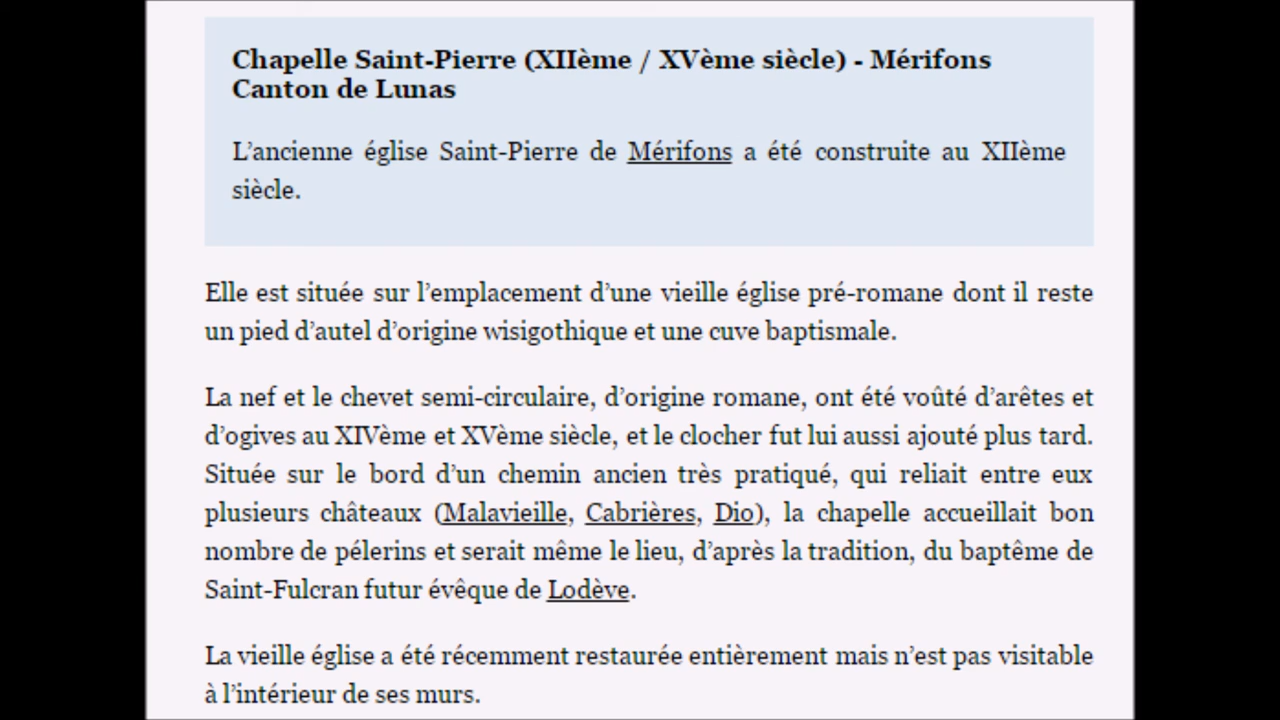 Chapelle Saint-Pierre (XIIème / XVème siècle) - Mérifons
Canton de Lunas
L’ancienne église Saint-Pierre de Mérifons a été construite au XIIème
siècle.
Elle est située sur l’emplacement d’une vieille église pré-romane dont il reste
un pied d’autel d’origine wisigothique et une cuve baptismale.
La nef et le chevet semi-circulaire, d’origine romane, ont été voûté d’arêtes et
d’ogives au XIVème et XVème siècle, et le clocher fut lui aussi ajouté plus tard.
Située sur le bord d’un chemin ancien très pratiqué, qui reliait entre eux
plusieurs châteaux (Malavieille, Cabrières, Dio), la chapelle accueillait bon
nombre de pélerins et serait même le lieu, d’après la tradition, du baptême de
Saint-Fulcran futur évêque de Lodève.
La vieille église a été récemment restaurée entièrement mais n’est pas visitable
à l’intérieur de ses murs.